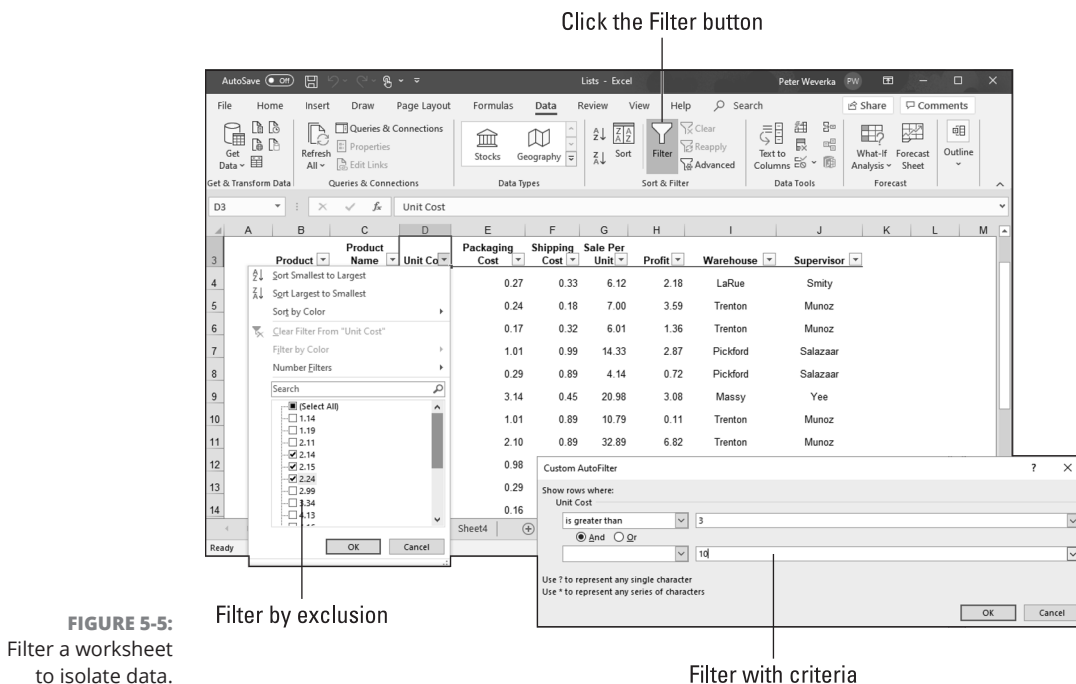 Click the Filter button
AutoSave Off
Lists - Excel
Peter Weverka PW
File Home Insert Draw Page Layout Formulas Data Review View Help Search Share Comments
Get Data
Refresh All
Queries & Connections
Properties
Edit Links
Stocks Geography
Sort
Filter
Clear
Reapply
Advanced
Text to Columns
What-If Analysis
Forecast Sheet
Outline
Get & Transform Data Queries & Connections Data Types Sort & Filter Data Tools Forecast
D3 fx Unit Cost
A B C D E F G H I J K L M
3 Product Product Name Unit Co Packaging Cost Shipping Cost Sale Per Unit Profit Warehouse Supervisor
4 0.27 0.33 6.12 2.18 LaRue Smity
5 0.24 0.18 7.00 3.59 Trenton Munoz
6 0.17 0.32 6.01 1.36 Trenton Munoz
7 1.01 0.99 14.33 2.87 Pickford Salazaar
8 0.29 0.89 4.14 0.72 Pickford Salazaar
9 3.14 0.45 20.98 3.08 Massy Yee
10 1.01 0.89 10.79 0.11 Trenton Munoz
11 2.10 0.89 32.89 6.82 Trenton Munoz
12 0.98
13 0.29
14 0.16
Sheet4
Ready
Sort Smallest to Largest
Sort Largest to Smallest
Sort by Color
Clear Filter From "Unit Cost"
Filter by Color
Number Filters
Search
(Select All)
1.14
1.19
2.11
2.14
2.15
2.24
2.99
3.34
4.13
OK Cancel
Custom AutoFilter ? X
Show rows where:
Unit Cost
is greater than 3
And Or
10
Use ? to represent any single character
Use * to represent any series of characters
OK Cancel
Filter by exclusion
Filter with criteria
FIGURE 5-5:
Filter a worksheet
to isolate data.